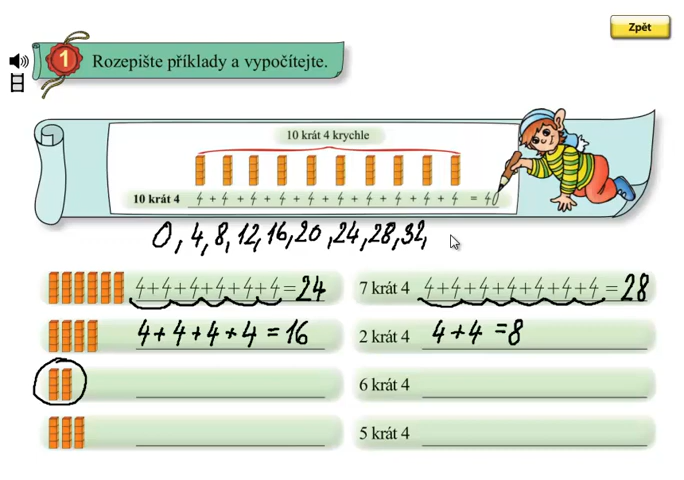 Zpět
1 Rozepište příklady a vypočítejte.
10 krát 4 krychle
10 krát 4 4 + 4 + 4 + 4 + 4 + 4 + 4 + 4 + 4 + 4 = 40
0, 4, 8, 12, 16, 20, 24, 28, 32,
4+4+4+4+4+4=24
7 krát 4 4+4+4+4+4+4+4=28
4+4+4+4=16
2 krát 4 4+4=8
6 krát 4
5 krát 4